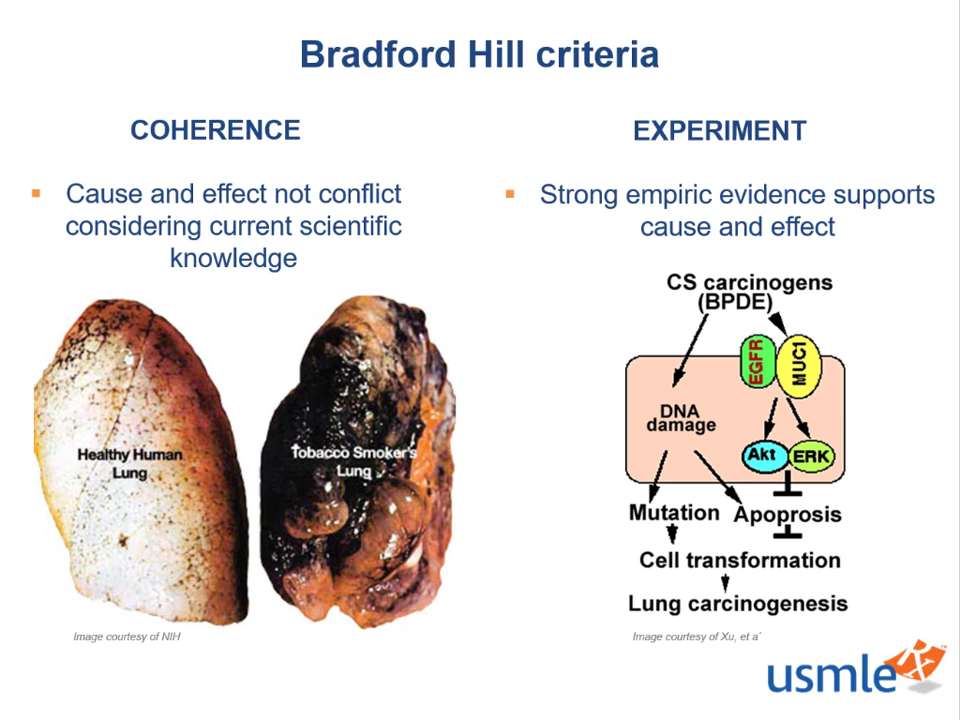 Bradford Hill criteria
COHERENCE
▪ Cause and effect not conflict
considering current scientific
knowledge
Healthy Human
Lung
Tobacco Smoker's
Lung
Image courtesy of NIH
EXPERIMENT
▪ Strong empiric evidence supports
cause and effect
CS carcinogens
(BPDE)
EGFR
MUC1
DNA
damage
Akt
ERK
Mutation
Apoprosis
Cell transformation
Lung carcinogenesis
Image courtesy of Xu, et a
usmle
Rx